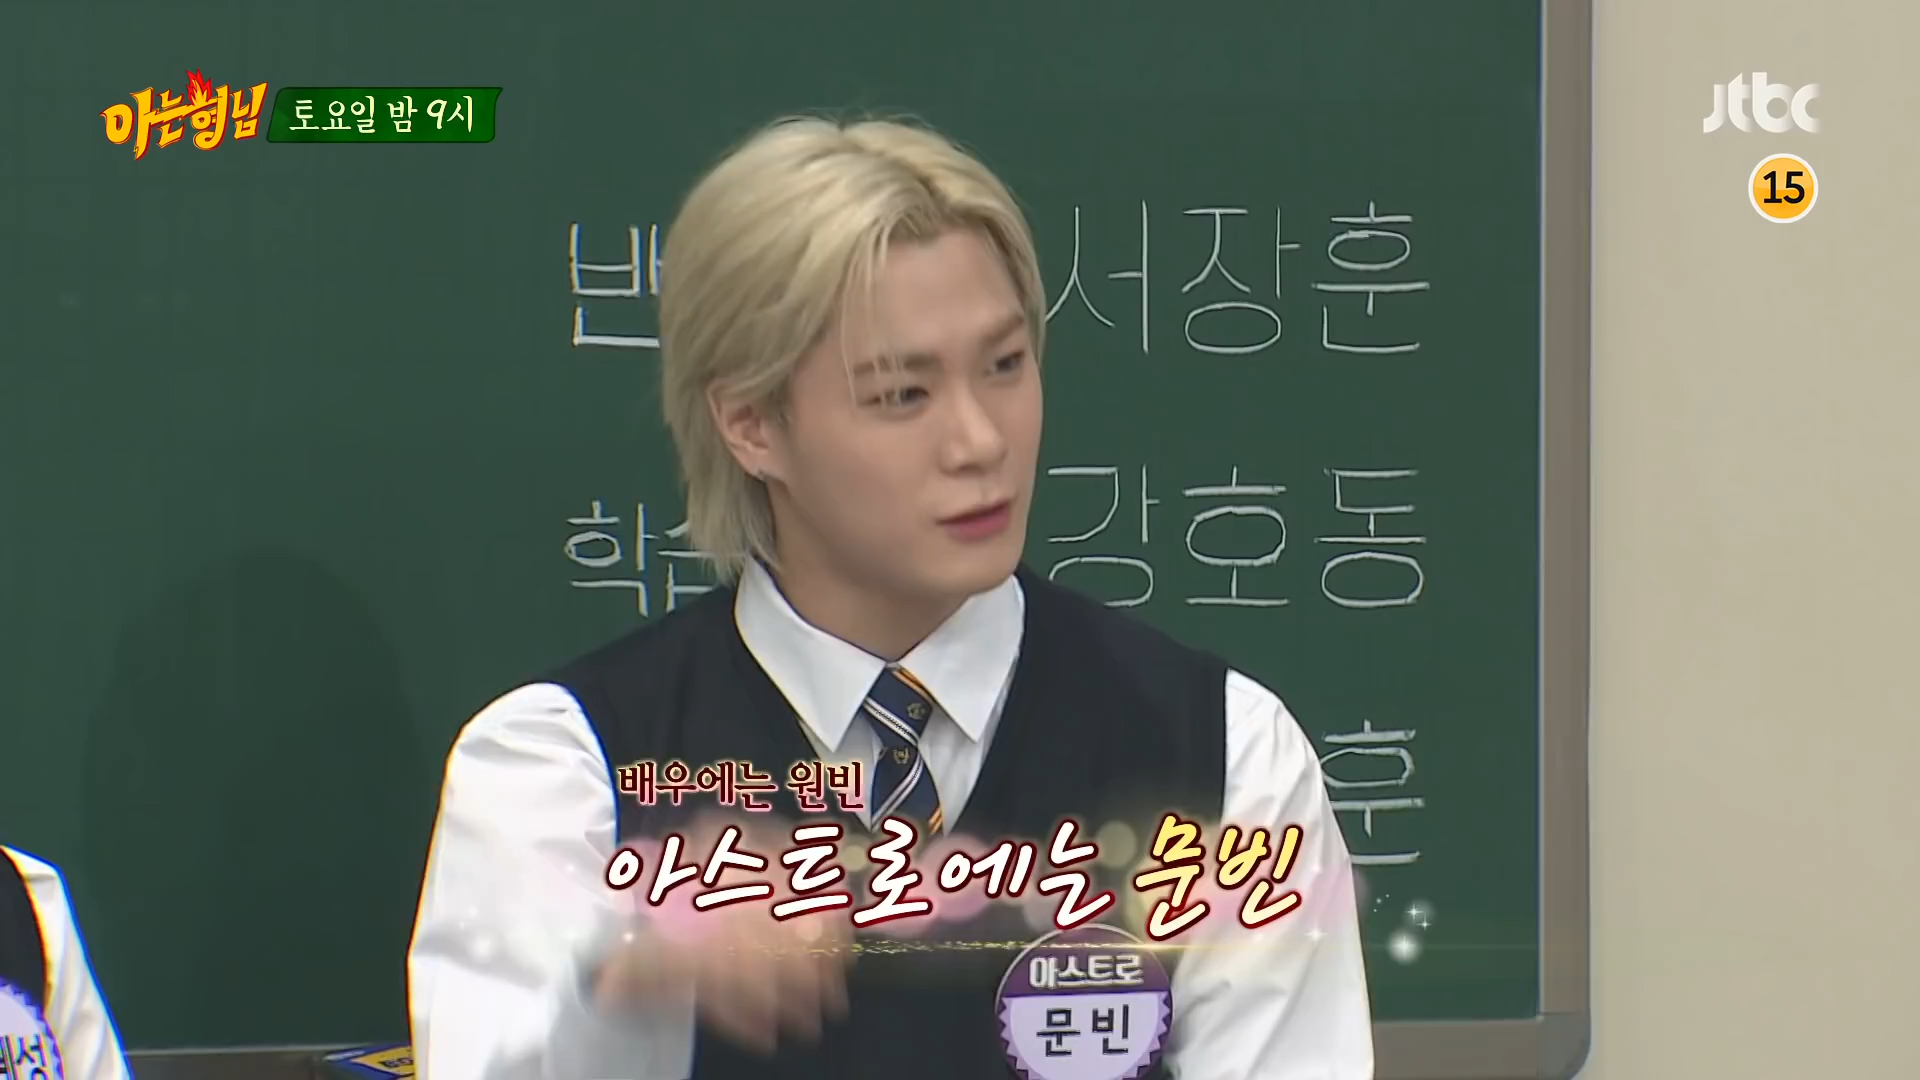 아는형님 토요일 밤 9시
jtbc
15
서장훈
강호동
훈
배우에는 원빈
아스트로에는 문빈
아스트로
문빈